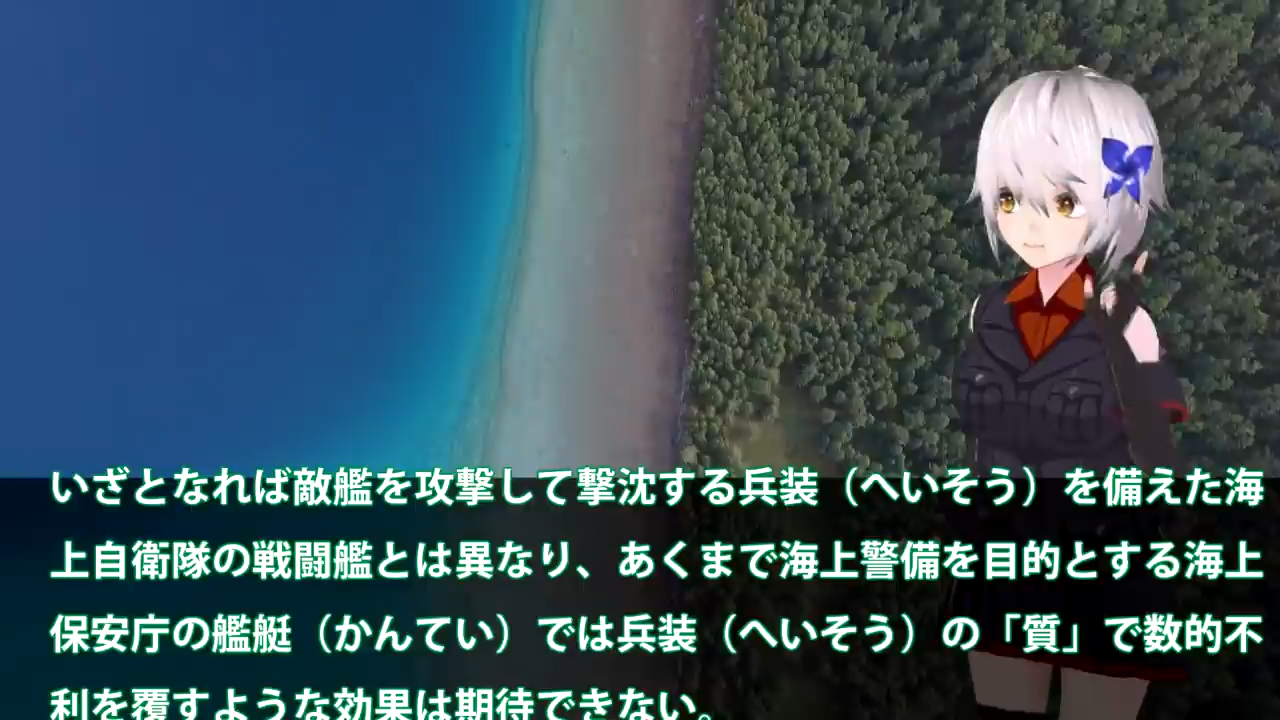 いざとなれば敵艦を攻撃して撃沈する兵装（へいそう）を備えた海
上自衛隊の戦闘艦とは異なり、あくまで海上警備を目的とする海上
保安庁の艦艇（かんてい）では兵装（へいそう）の「質」で数的不
利を覆すような効果は期待できない。